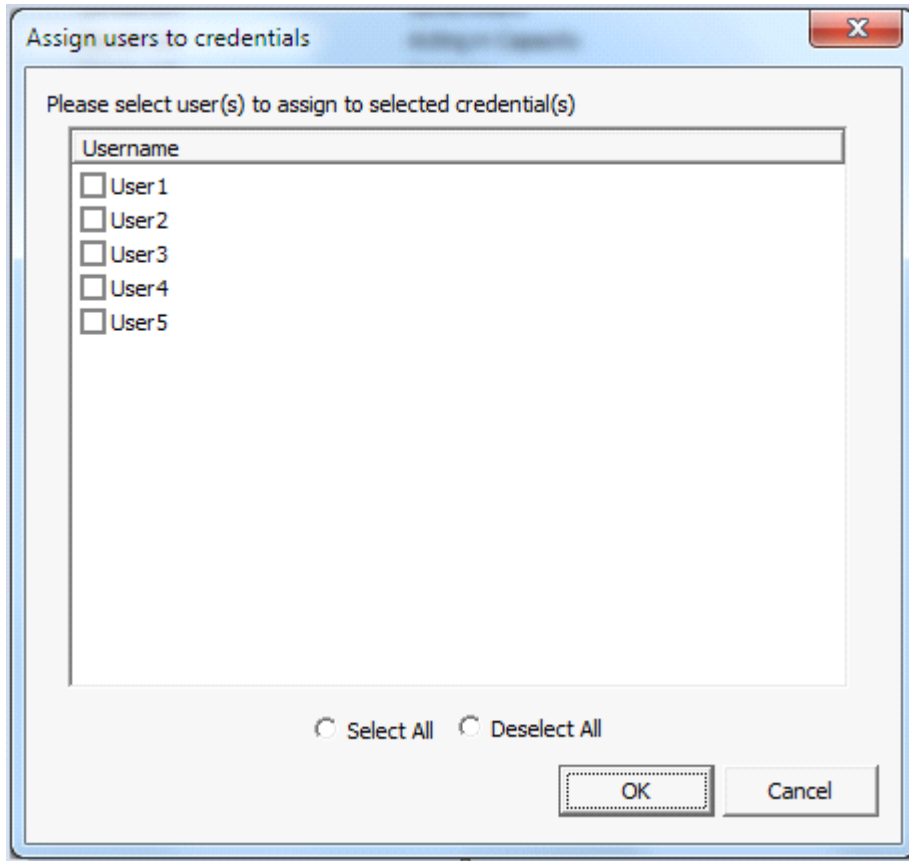 Assign users to credentials
Please select user(s) to assign to selected credential(s)
Username
User1
User2
User3
User4
User5
Select All Deselect All
OK Cancel